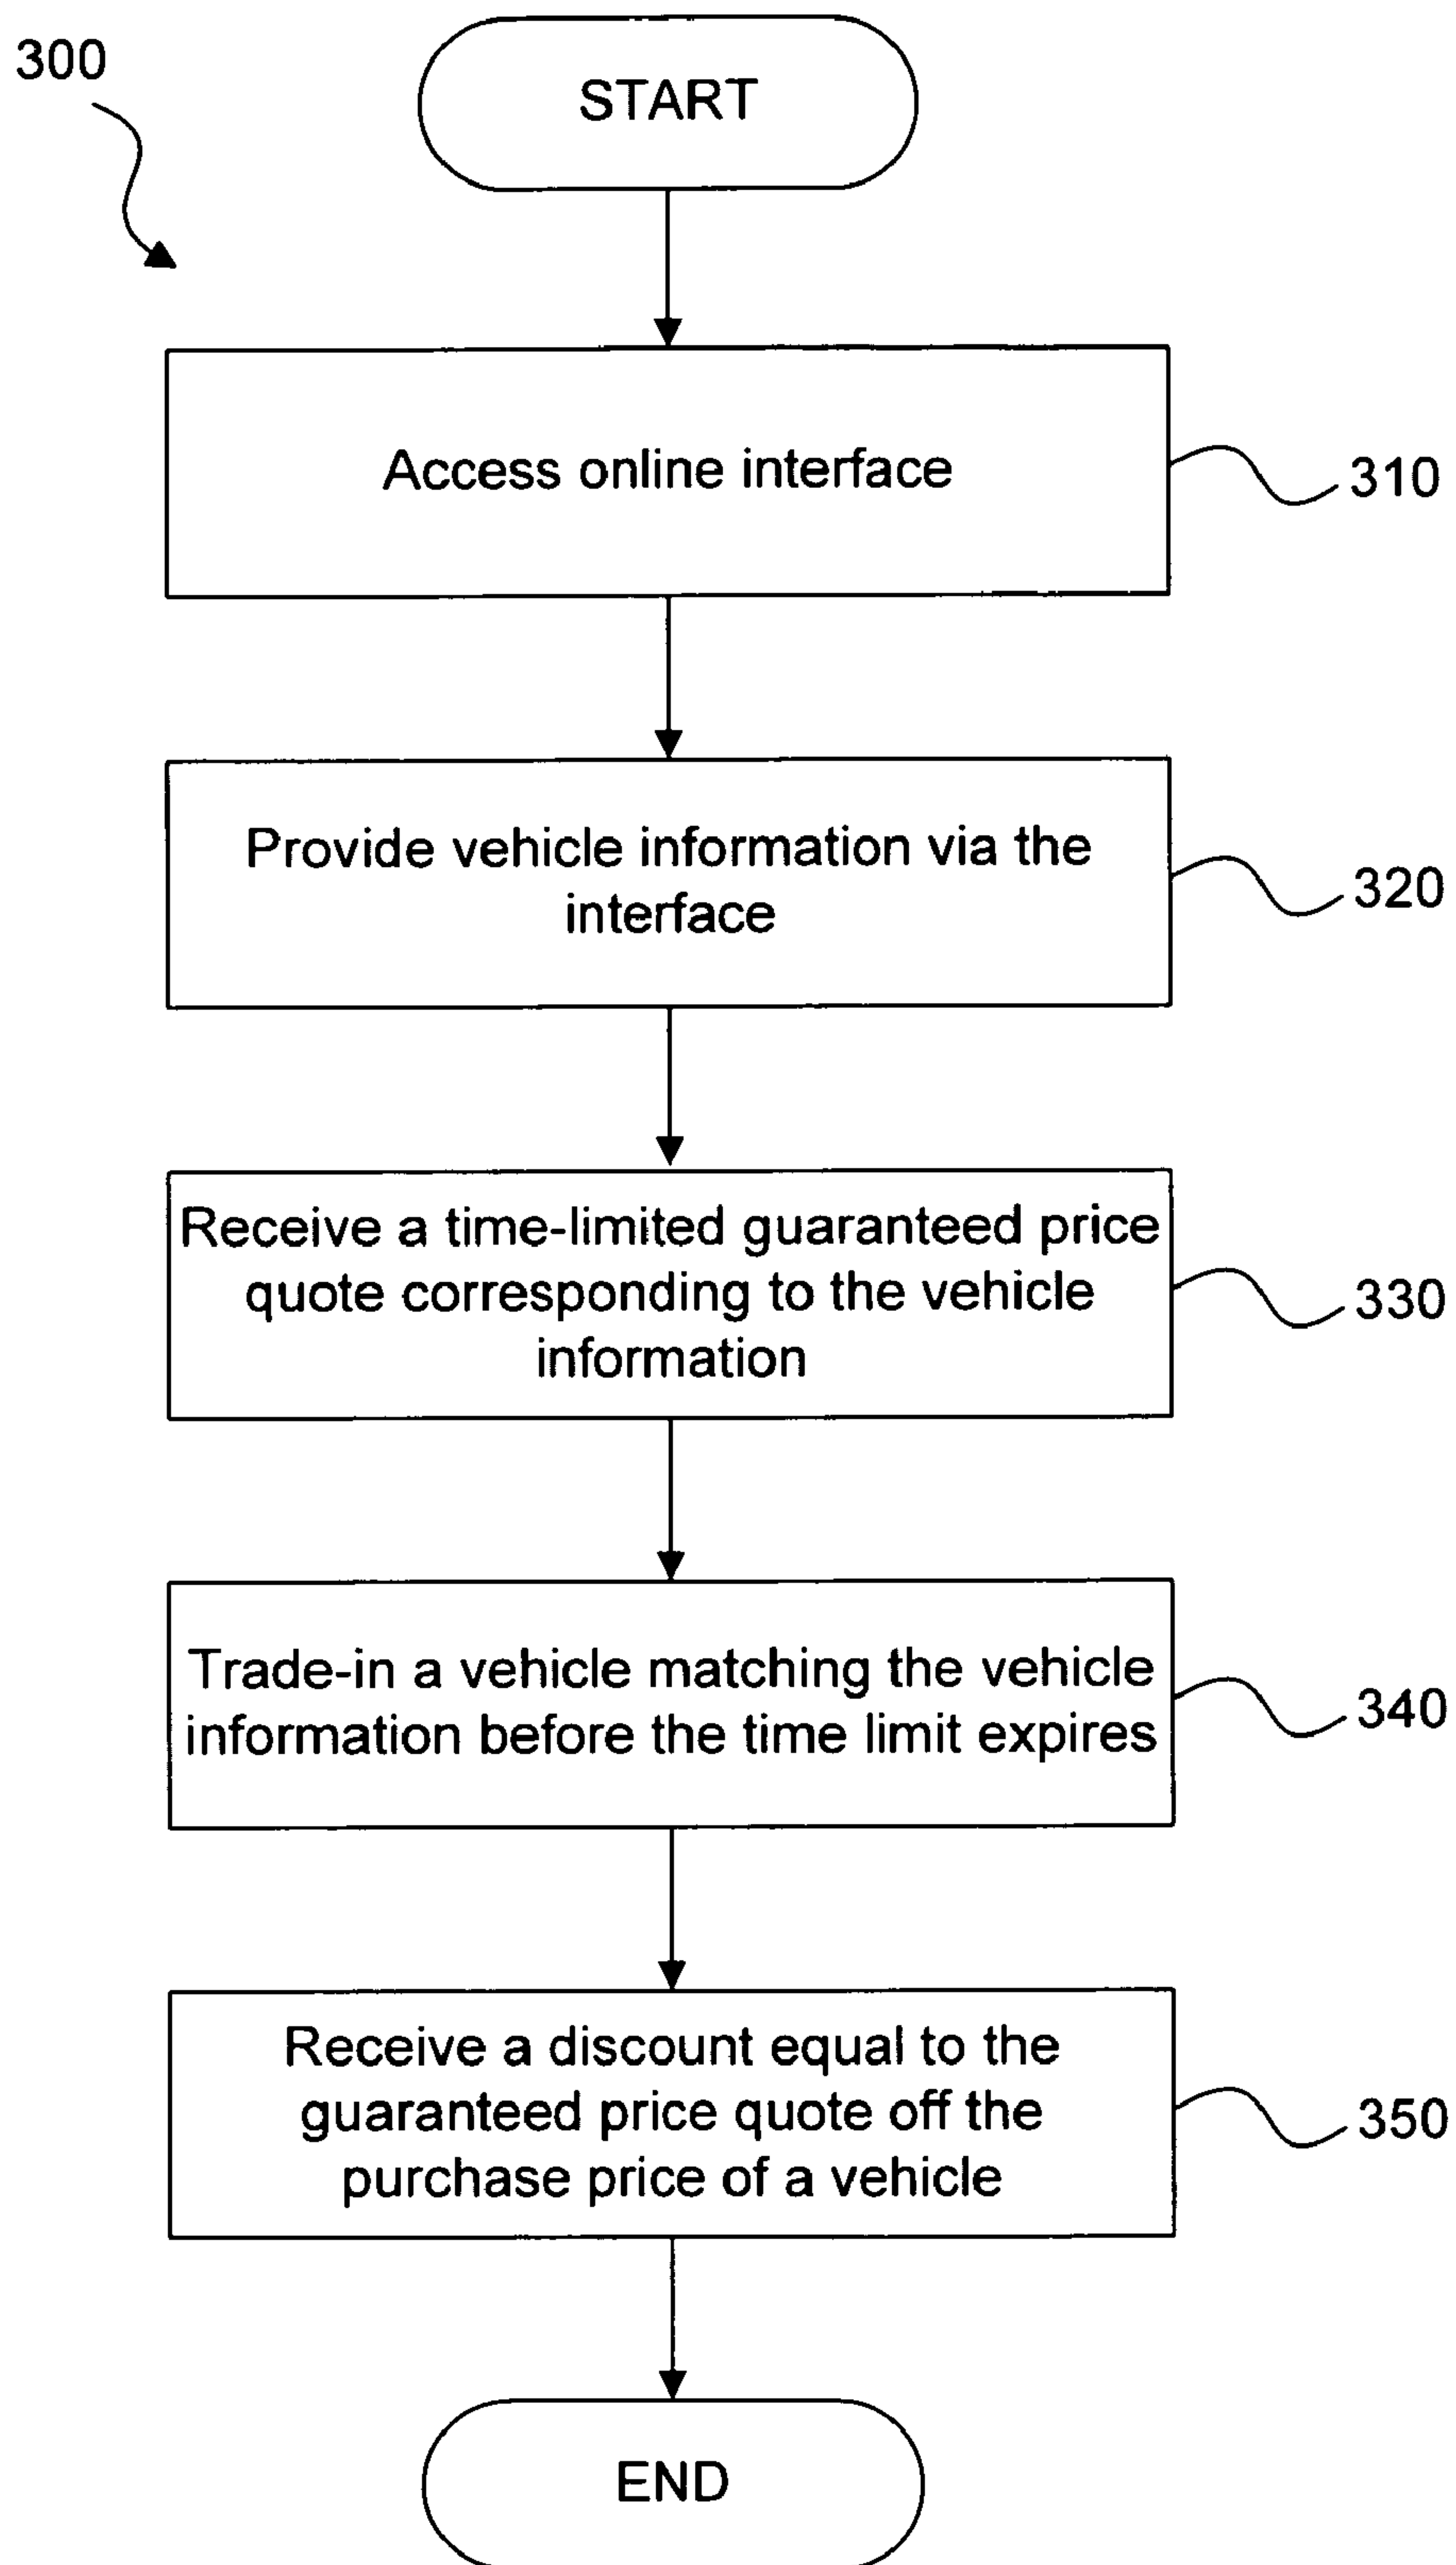 300
START
Access online interface
310
Provide vehicle information via the
interface
320
Receive a time-limited guaranteed price
quote corresponding to the vehicle
information
330
Trade-in a vehicle matching the vehicle
information before the time limit expires
340
Receive a discount equal to the
guaranteed price quote off the
purchase price of a vehicle
350
END